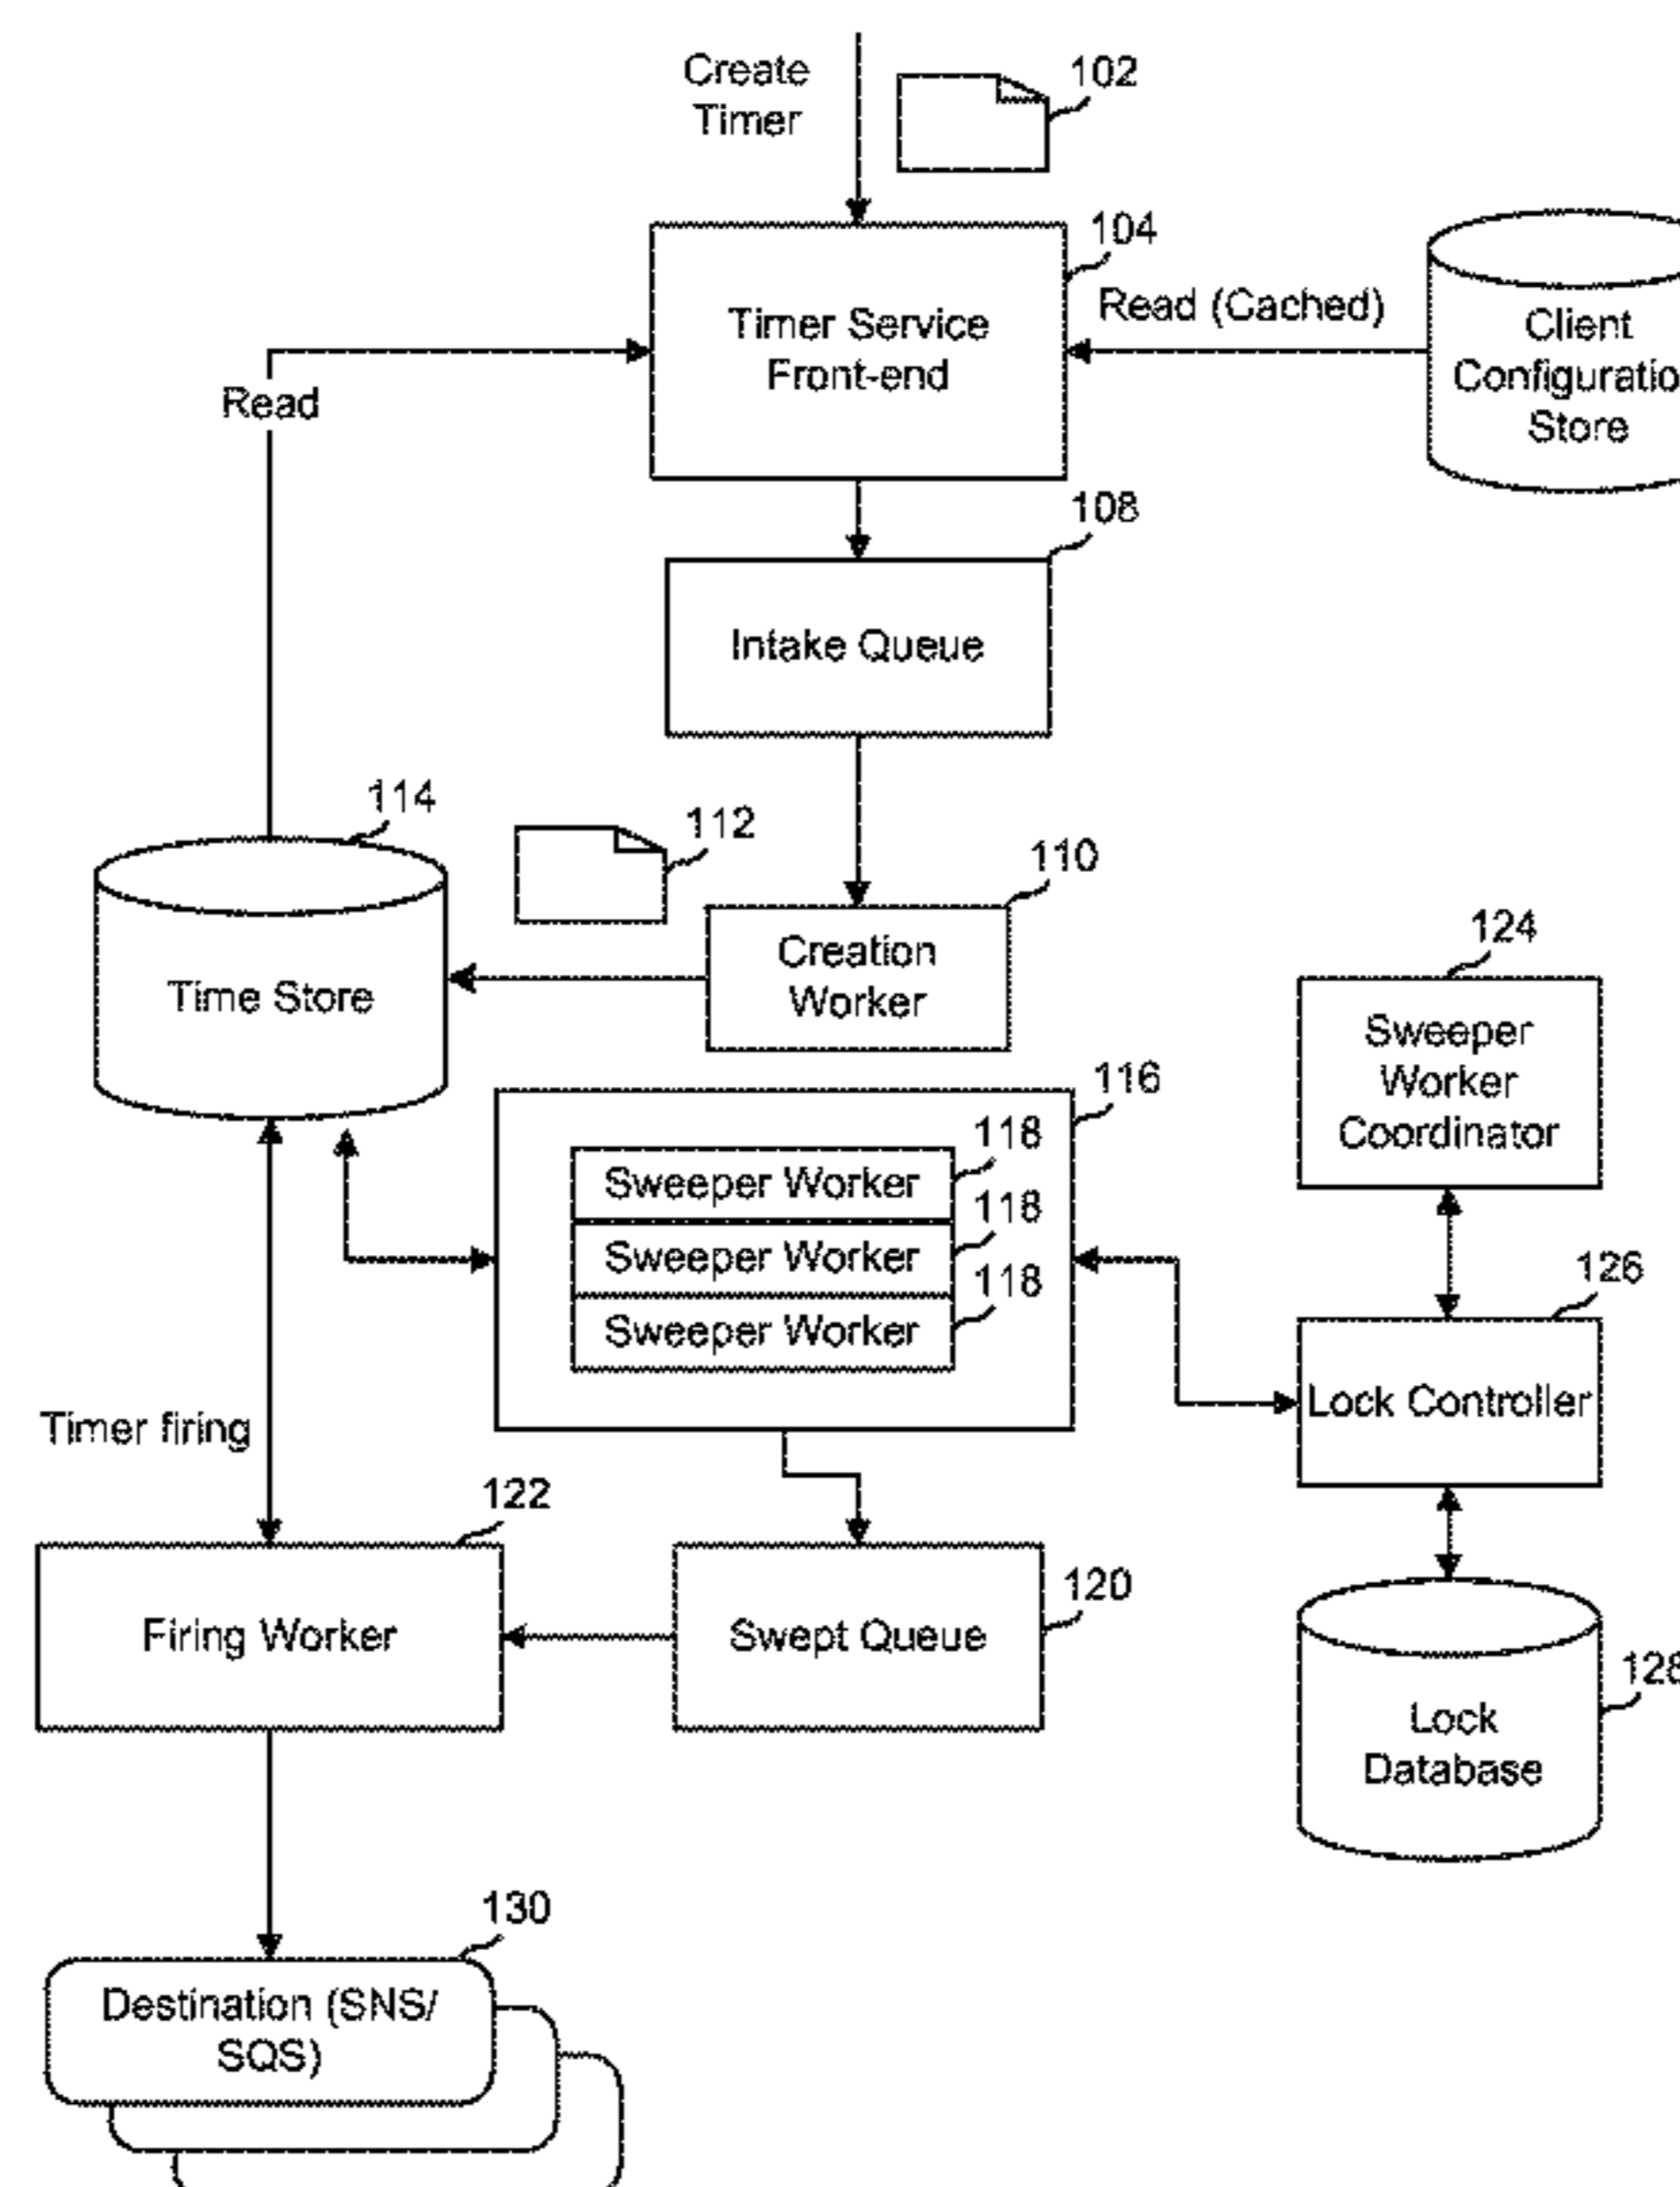 Create
Timer
102
104
Timer Service
Front-end
Read (Cached)
Client
Configuratio
Store
Read
108
Intake Queue
114
112
110
Creation
Worker
Time Store
124
Sweeper
Worker
Coordinator
116
118
Sweeper Worker
118
Sweeper Worker
118
Sweeper Worker
126
Lock Controller
Timer firing
122
Firing Worker
120
Swept Queue
128
Lock
Database
130
Destination (SNS/
SQS)